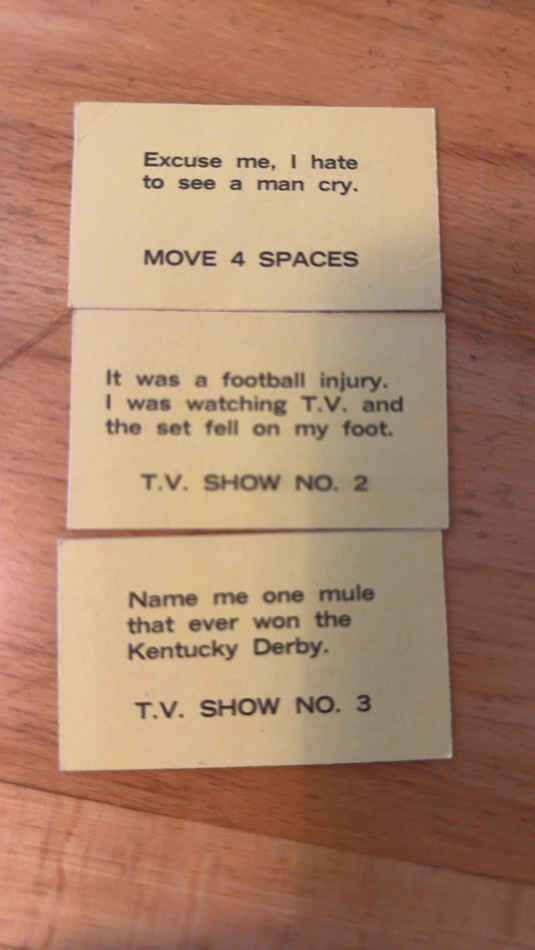 Excuse me, I hate
to see a man cry.
MOVE 4 SPACES
It was a football injury.
I was watching T.V. and
the set fell on my foot.
T.V. SHOW NO. 2
Name me one mule
that ever won the
Kentucky Derby.
T.V. SHOW NO. 3